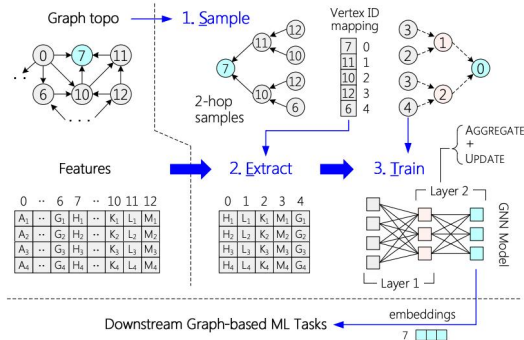 Graph topo
1. Sample
Vertex ID
mapping
0
7
11
6
10
12
..
...
7
11
10
12
10
12
6
2-hop
samples
7 0
11 1
10 2
12 3
6 4
3
2
3
4
1
2
0
AGGREGATE
+
UPDATE
Features
2. Extract
3. Train
0 .. 6 7 .. 10 11 12
A1 .. G1 H1 .. K1 L1 M1
A2 .. G2 H2 .. K2 L2 M2
A3 .. G3 H3 .. K3 L3 M3
A4 .. G4 H4 .. K4 L4 M4
0 1 2 3 4
H1 L1 K2 M1 G1
H2 L2 K2 M2 G2
H3 L3 K3 M3 G3
H4 L4 K4 M4 G4
Layer 2
Layer 1
GNN Model
embeddings
7
Downstream Graph-based ML Tasks